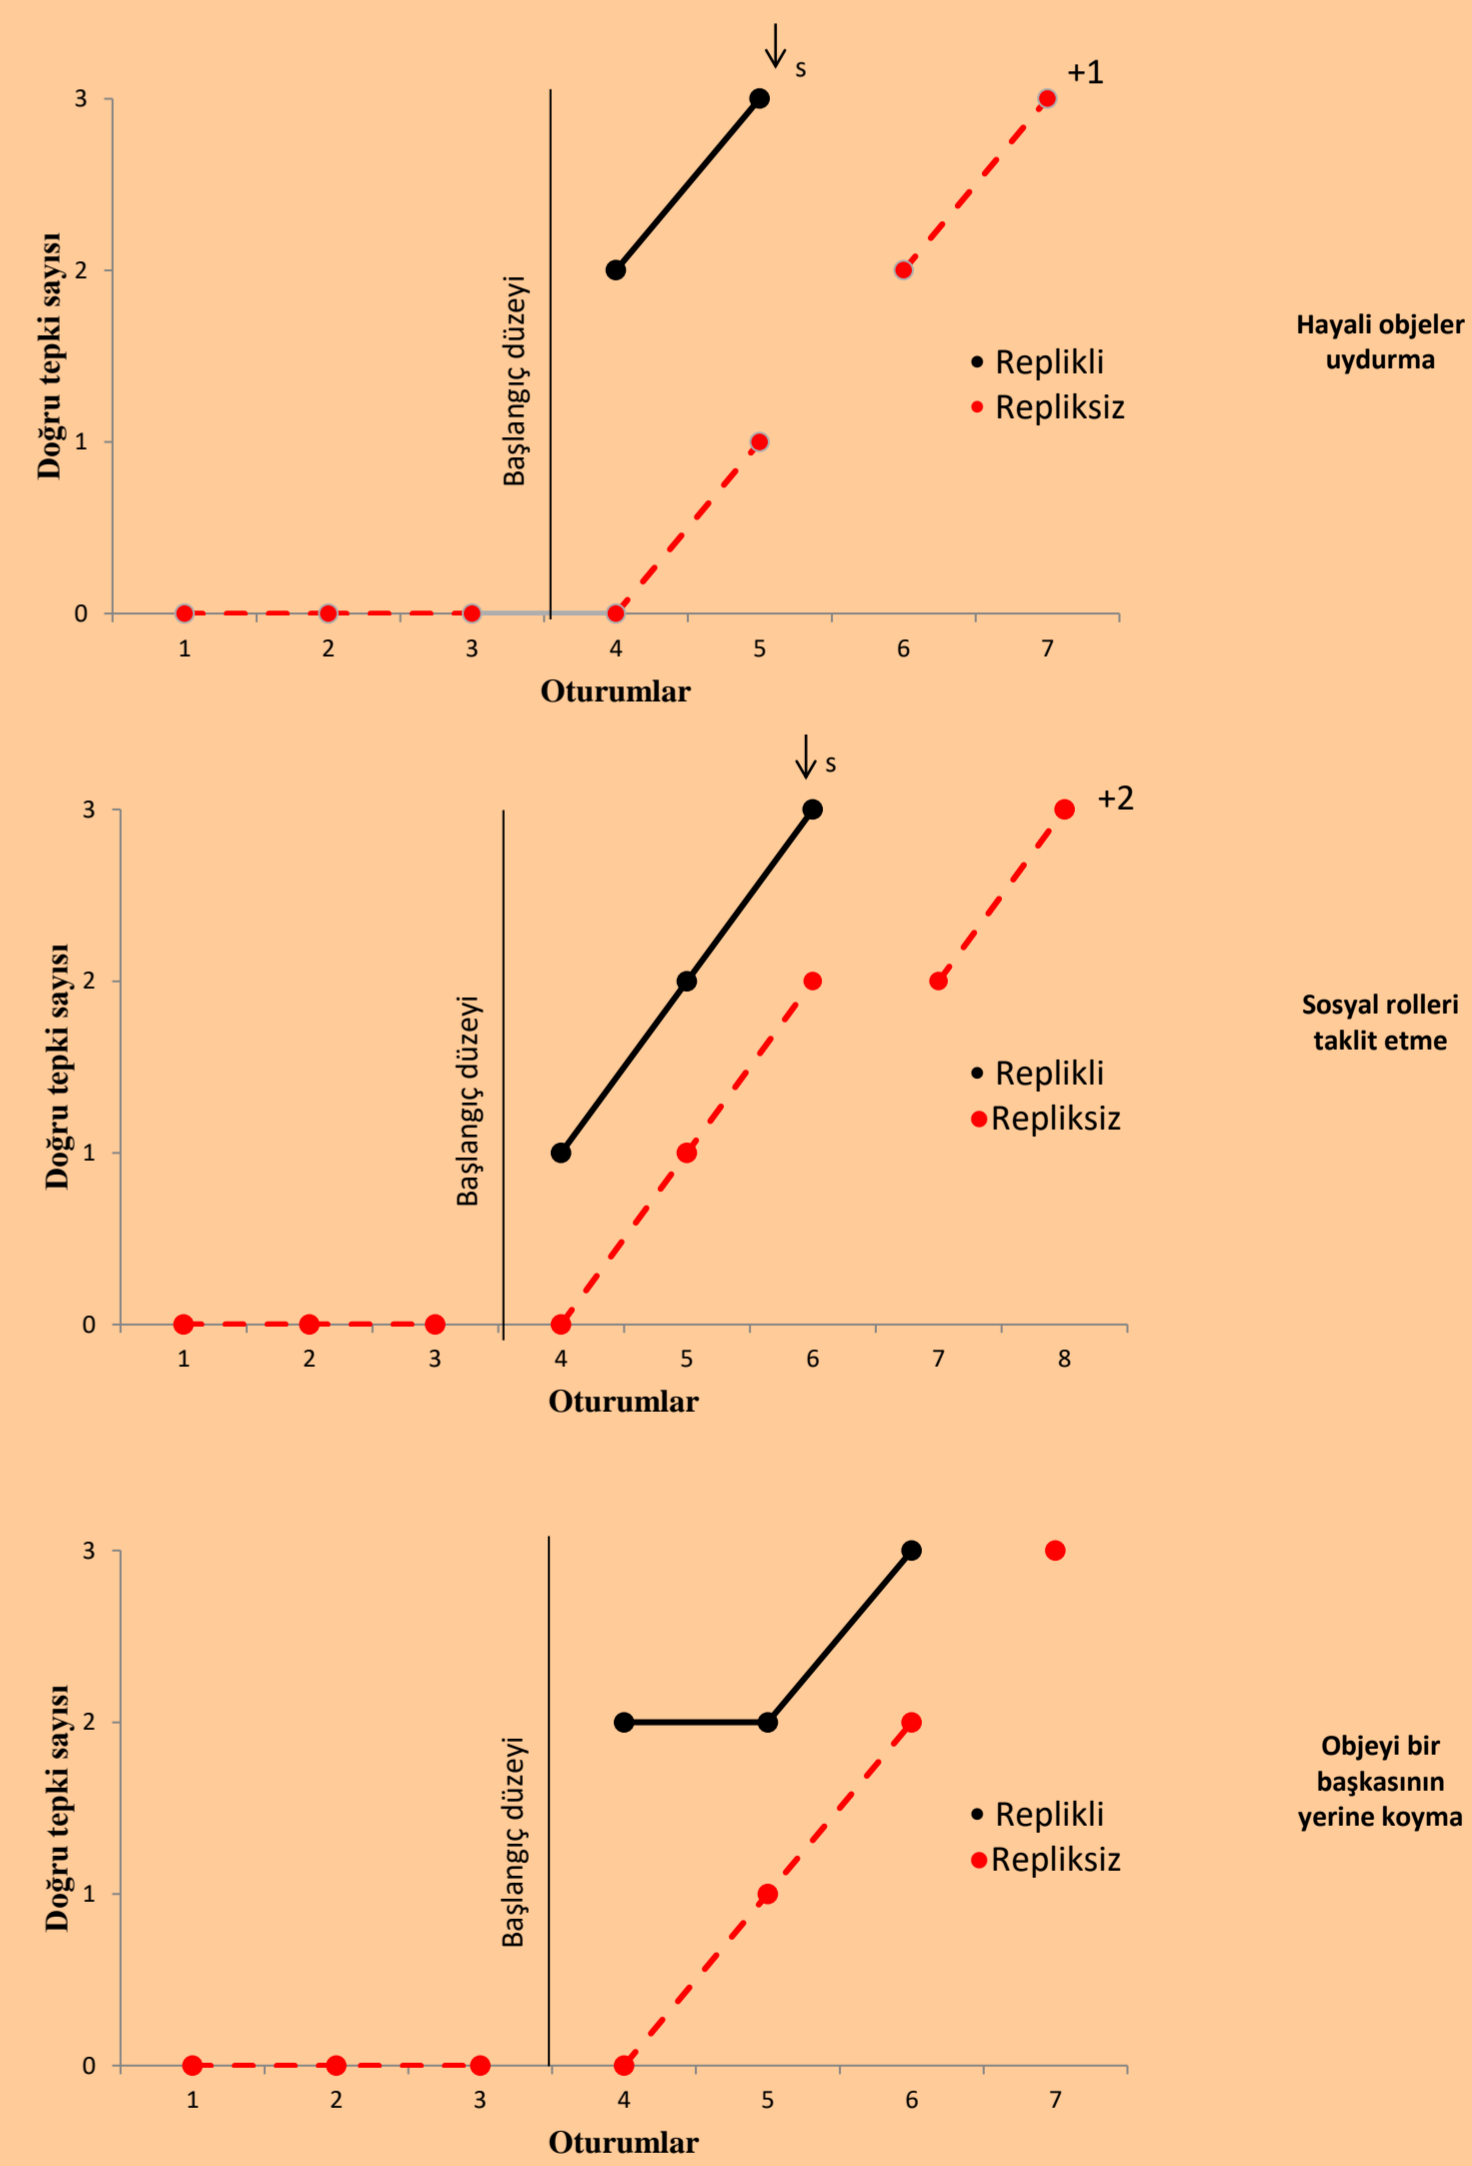 s
+1
3
2
1
0
Doğru tepki sayısı
Başlangıç düzeyi
Replikli
Repliksiz
Hayali objeler
uydurma
1 2 3 4 5 6 7
Oturumlar
s
+2
3
2
1
0
Doğru tepki sayısı
Başlangıç düzeyi
Replikli
Repliksiz
Sosyal rolleri
taklit etme
1 2 3 4 5 6 7 8
Oturumlar
3
2
1
0
Doğru tepki sayısı
Başlangıç düzeyi
Replikli
Repliksiz
Objeyi bir
başkasının
yerine koyma
1 2 3 4 5 6 7
Oturumlar